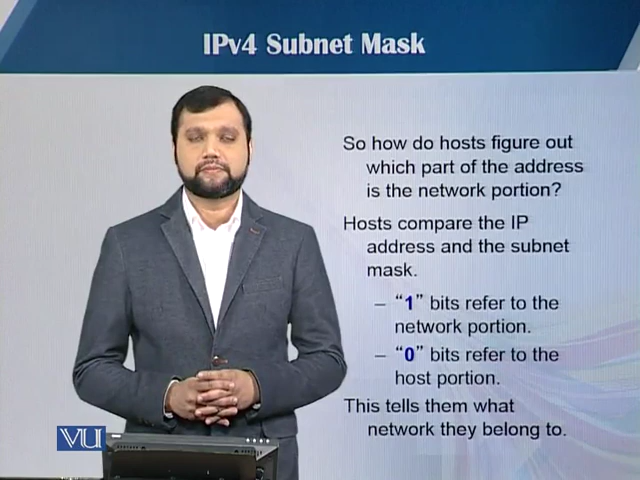 IPv4 Subnet Mask
So how do hosts figure out
which part of the address
is the network portion?
Hosts compare the IP
address and the subnet
mask.
– “1” bits refer to the
network portion.
– “0” bits refer to the
host portion.
This tells them what
network they belong to.
VU